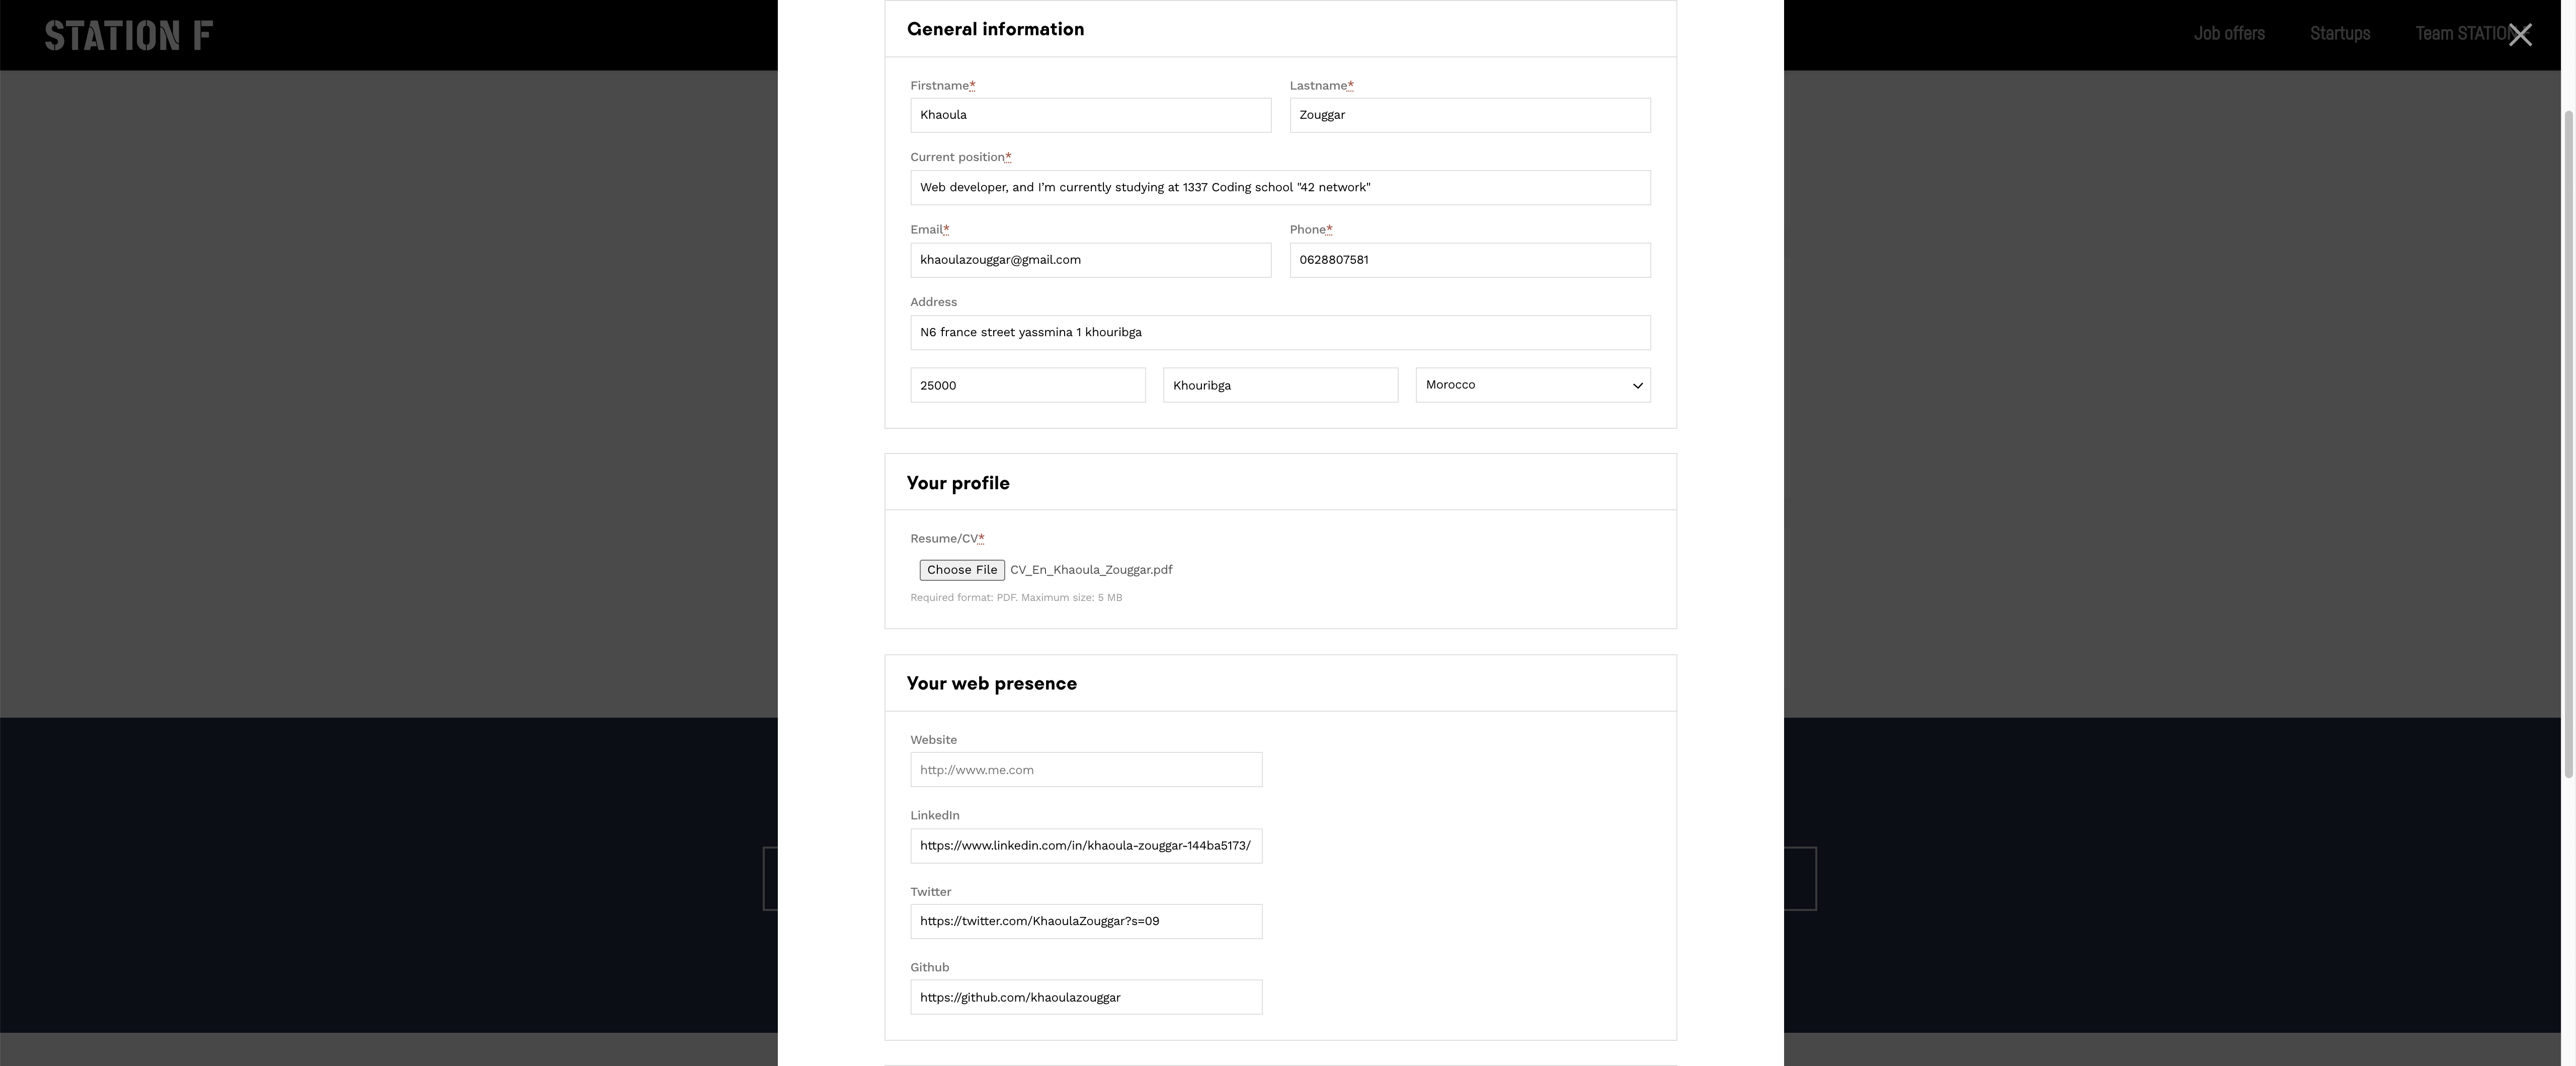 STATION F
Job offers
Startups
Team STATION
General information
Firstname*
Lastname*
Khaoula
Zouggar
Current position*
Web developer, and I'm currently studying at 1337 Coding school "42 network"
Email*
Phone*
khaoulazouggar@gmail.com
0628807581
Address
N6 france street yassmina 1 khouribga
25000
Khouribga
Morocco
Your profile
Resume/CV*
Choose File CV_En_Khaoula_Zouggar.pdf
Required format: PDF. Maximum size: 5 MB
Your web presence
Website
http://www.me.com
LinkedIn
https://www.linkedin.com/in/khaoula-zouggar-144ba5173/
Twitter
https://twitter.com/KhaoulaZouggar?s=09
Github
https://github.com/khaoulazouggar